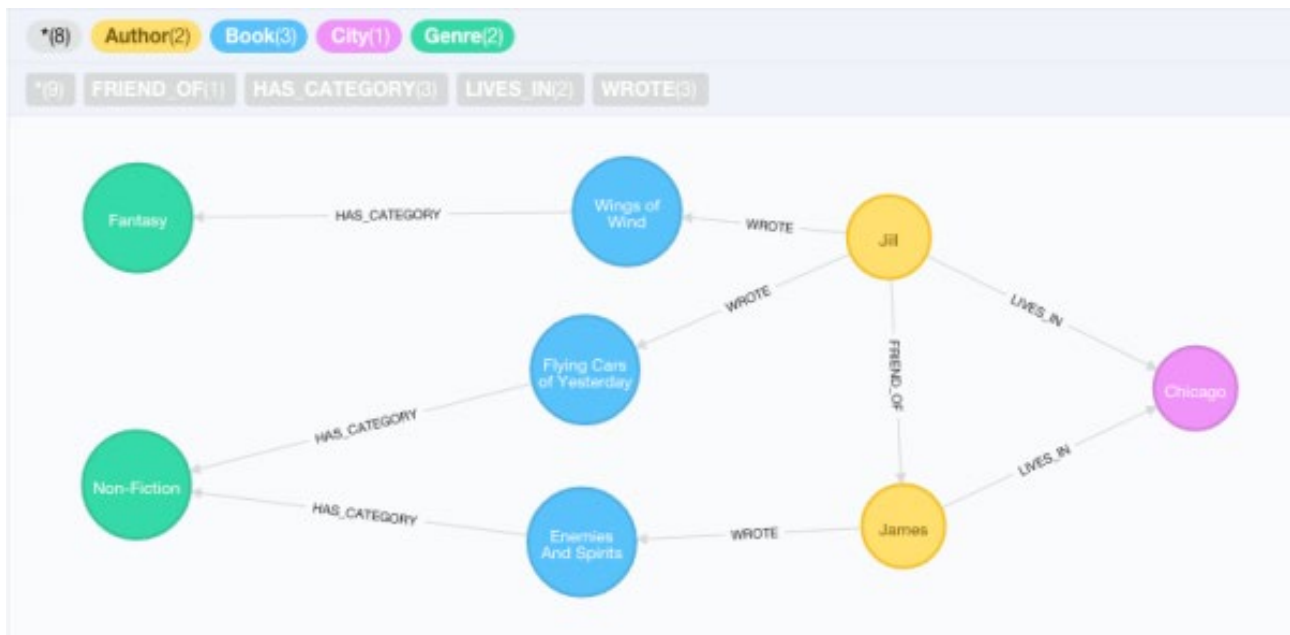 *(8) Author(2) Book(3) City(1) Genre(2)
*(9) FRIEND_OF(1) HAS_CATEGORY(3) LIVES_IN(2) WROTE(3)
Fantasy
HAS_CATEGORY
Wings of
Wind
WROTE
Jill
WROTE
LIVES_IN
Flying Cars
of Yesterday
FRIEND_OF
Chicago
HAS_CATEGORY
LIVES_IN
Non-Fiction
HAS_CATEGORY
Enemies
And Spirits
WROTE
James